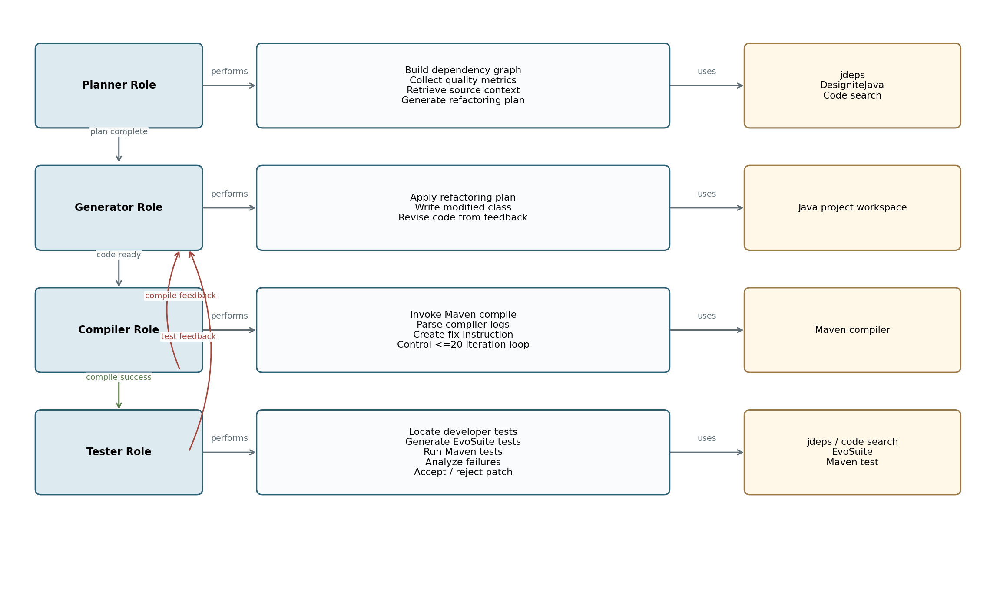 Planner Role
performs
Build dependency graph
Collect quality metrics
Retrieve source context
Generate refactoring plan
uses
jdeps
DesigniteJava
Code search
plan complete
Generator Role
performs
Apply refactoring plan
Write modified class
Revise code from feedback
uses
Java project workspace
code ready
compile feedback
Compiler Role
performs
test feedback
Invoke Maven compile
Parse compiler logs
Create fix instruction
Control <=20 iteration loop
uses
Maven compiler
compile success
Tester Role
performs
Locate developer tests
Generate EvoSuite tests
Run Maven tests
Analyze failures
Accept / reject patch
uses
jdeps / code search
EvoSuite
Maven test